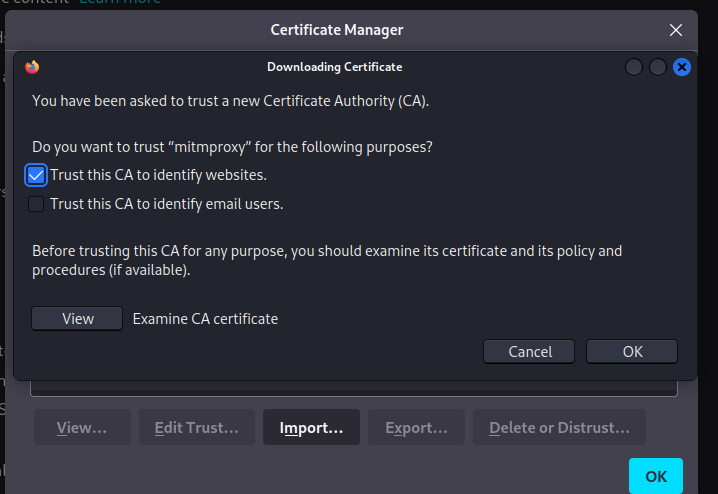 Learn more
Certificate Manager
Downloading Certificate
You have been asked to trust a new Certificate Authority (CA).
Do you want to trust “mitmproxy” for the following purposes?
Trust this CA to identify websites.
Trust this CA to identify email users.
Before trusting this CA for any purpose, you should examine its certificate and its policy and
procedures (if available).
View Examine CA certificate
Cancel OK
View... Edit Trust... Import... Export... Delete or Distrust...
OK